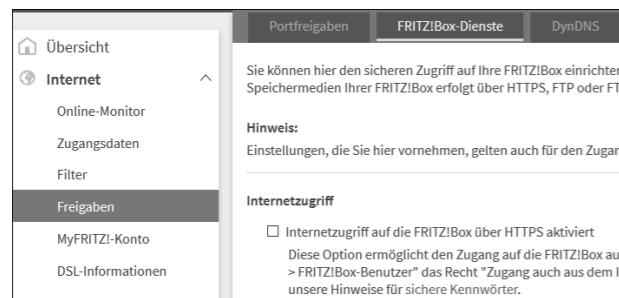 Portfreigaben FRITZ!Box-Dienste DynDNS
Übersicht
Internet
Online-Monitor
Zugangsdaten
Filter
Freigaben
MyFRITZ!-Konto
DSL-Informationen
Sie können hier den sicheren Zugriff auf Ihre FRITZ!Box einrichten
Speichermedien Ihrer FRITZ!Box erfolgt über HTTPS, FTP oder FT
Hinweis:
Einstellungen, die Sie hier vornehmen, gelten auch für den Zugan
Internetzugriff
Internetzugriff auf die FRITZ!Box über HTTPS aktiviert
Diese Option ermöglicht den Zugang auf die FRITZ!Box au
> FRITZ!Box-Benutzer" das Recht "Zugang auch aus dem I
unsere Hinweise für sichere Kennwörter.